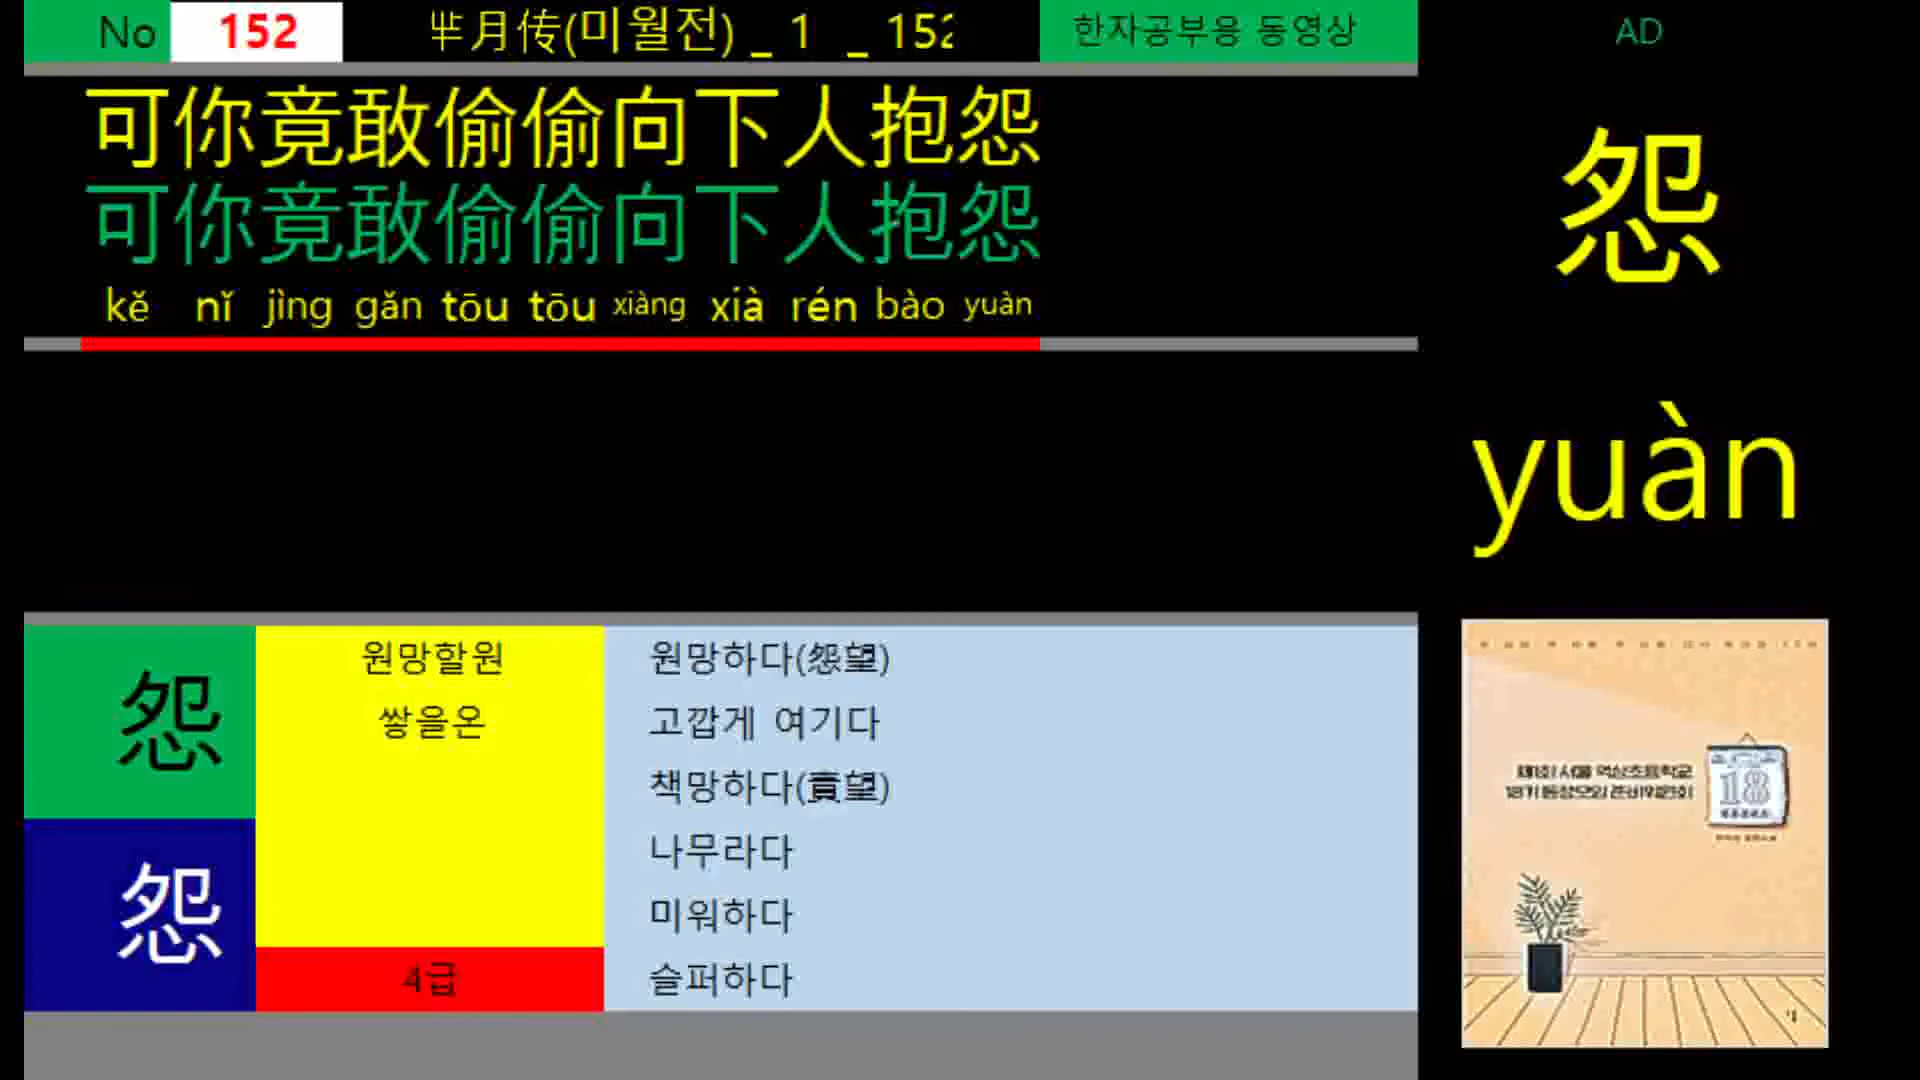 No 152 芈月传(미월전) _ 1 _ 152 한자공부용 동영상 AD
可你竟敢偷偷向下人抱怨
可你竟敢偷偷向下人抱怨
kě nǐ jìng gǎn tōu tōu xiàng xià rén bào yuàn
怨
yuàn
怨
怨
원망할원
쌓을온
4급
원망하다(怨望)
고깝게 여기다
책망하다(責望)
나무라다
미워하다
슬퍼하다
18